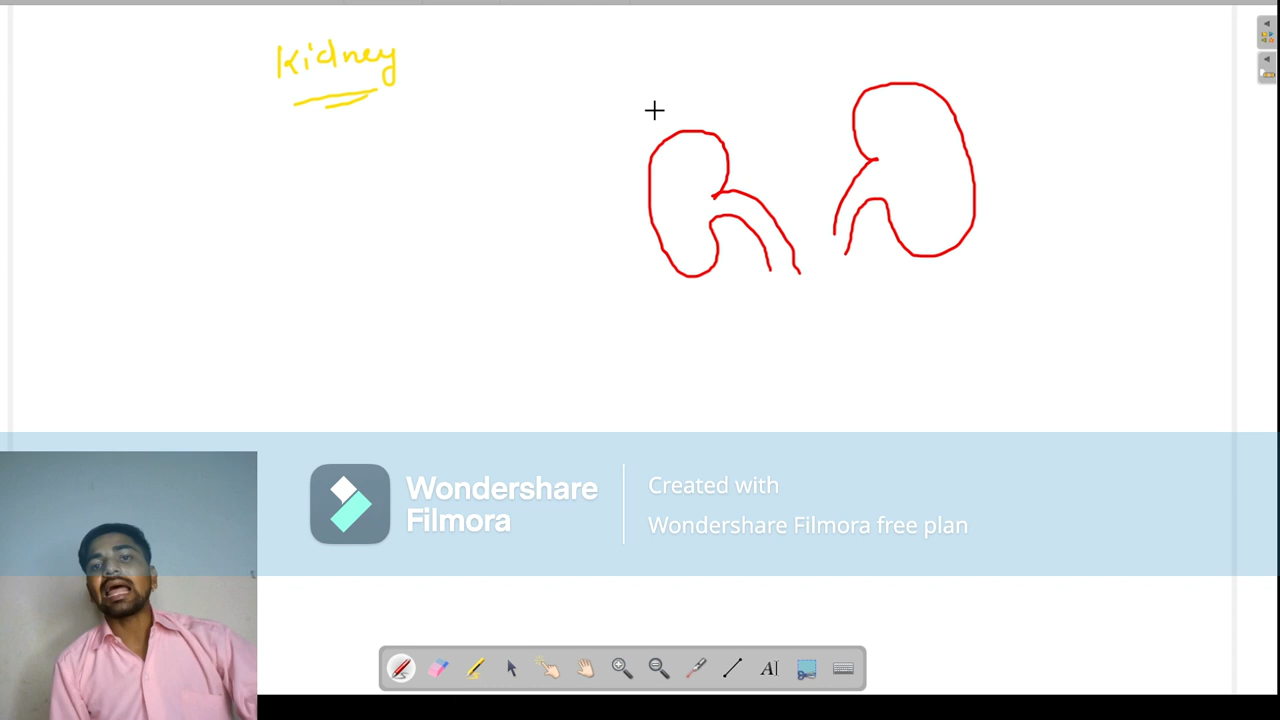 Kidney
Wondershare
Filmora
Created with
Wondershare Filmora free plan
A